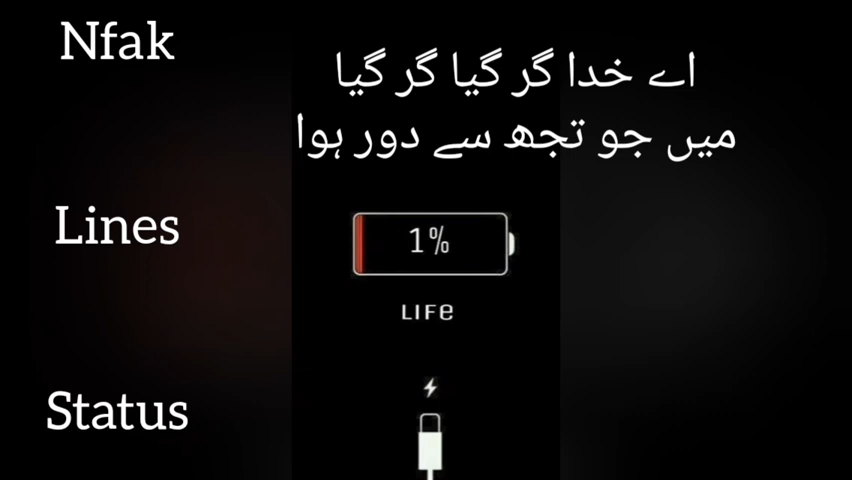 Nfak
اے خدا گر گیا گر گیا
میں جو تجھ سے دور ہوا
Lines
1%
LIFe
Status